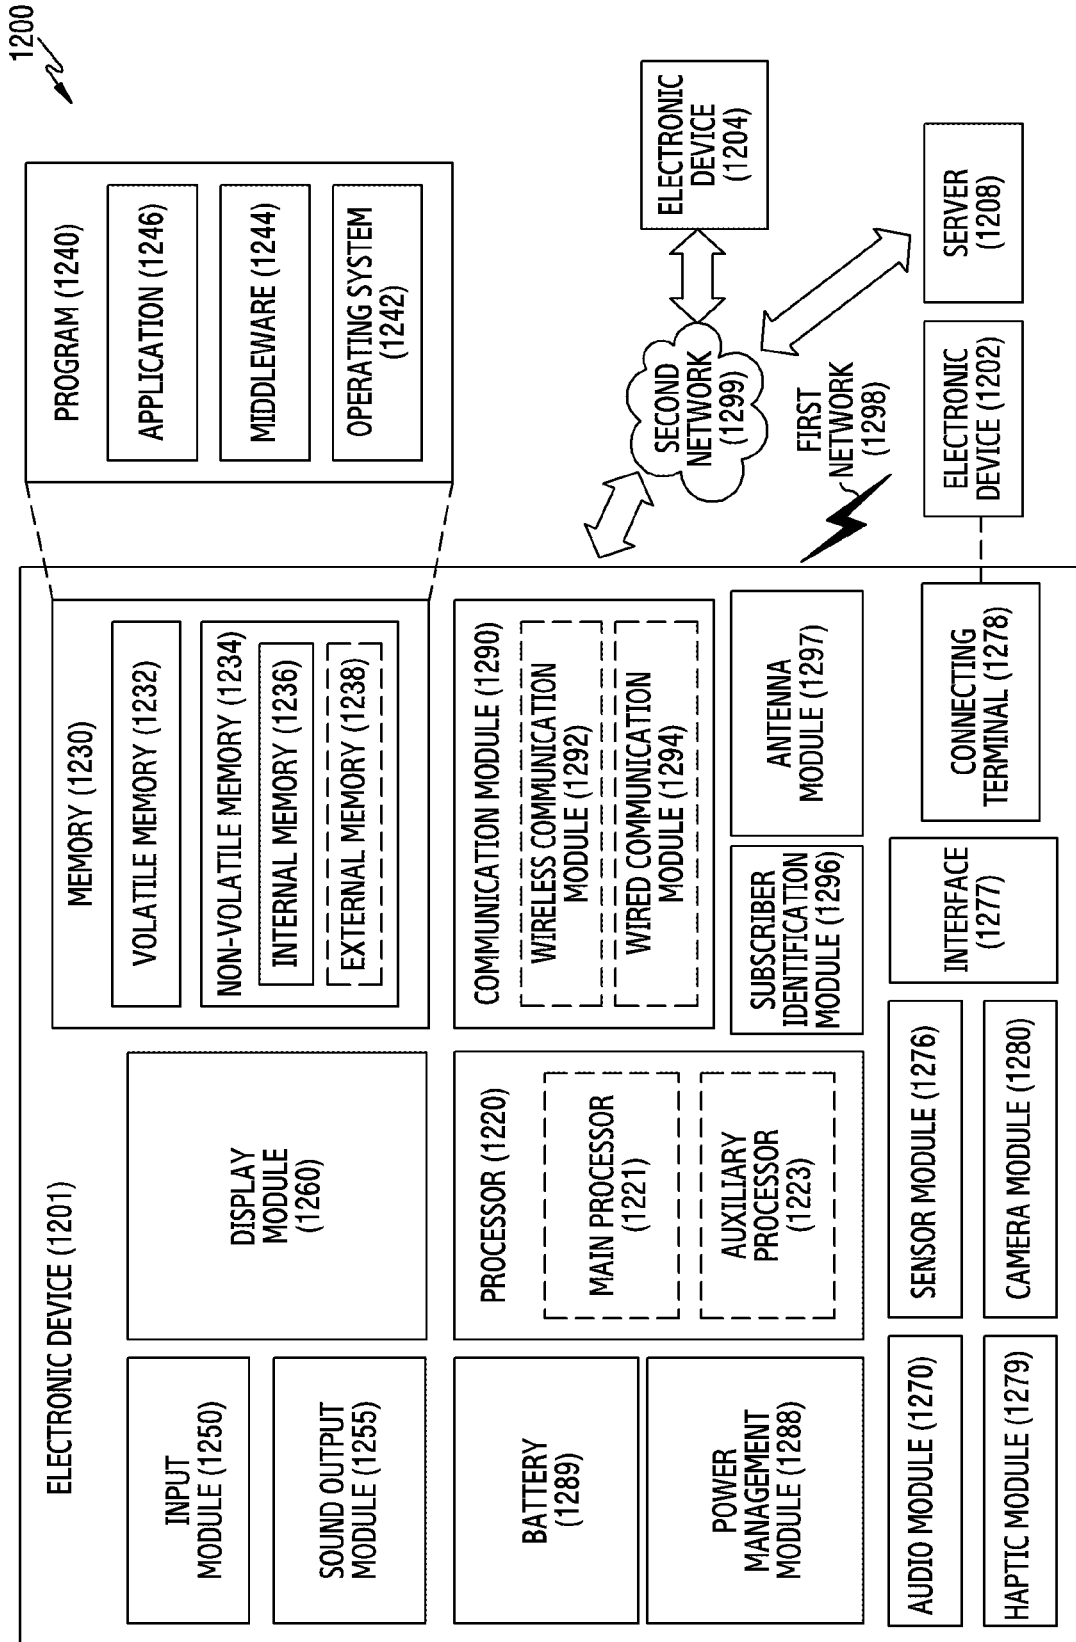 1200
ELECTRONIC DEVICE (1201)
INPUT
MODULE (1250)
SOUND OUTPUT
MODULE (1255)
DISPLAY
MODULE
(1260)
MEMORY (1230)
VOLATILE MEMORY (1232)
NON-VOLATILE MEMORY (1234)
INTERNAL MEMORY (1236)
EXTERNAL MEMORY (1238)
PROGRAM (1240)
APPLICATION (1246)
MIDDLEWARE (1244)
OPERATING SYSTEM
(1242)
BATTERY
(1289)
POWER
MANAGEMENT
MODULE (1288)
PROCESSOR (1220)
MAIN PROCESSOR
(1221)
AUXILIARY
PROCESSOR
(1223)
COMMUNICATION MODULE (1290)
WIRELESS COMMUNICATION
MODULE (1292)
WIRED COMMUNICATION
MODULE (1294)
SUBSCRIBER
IDENTIFICATION
MODULE (1296)
ANTENNA
MODULE (1297)
SECOND
NETWORK
(1299)
ELECTRONIC
DEVICE
(1204)
FIRST
NETWORK
(1298)
AUDIO MODULE (1270)
SENSOR MODULE (1276)
HAPTIC MODULE (1279)
CAMERA MODULE (1280)
INTERFACE
(1277)
CONNECTING
TERMINAL (1278)
ELECTRONIC
DEVICE (1202)
SERVER
(1208)